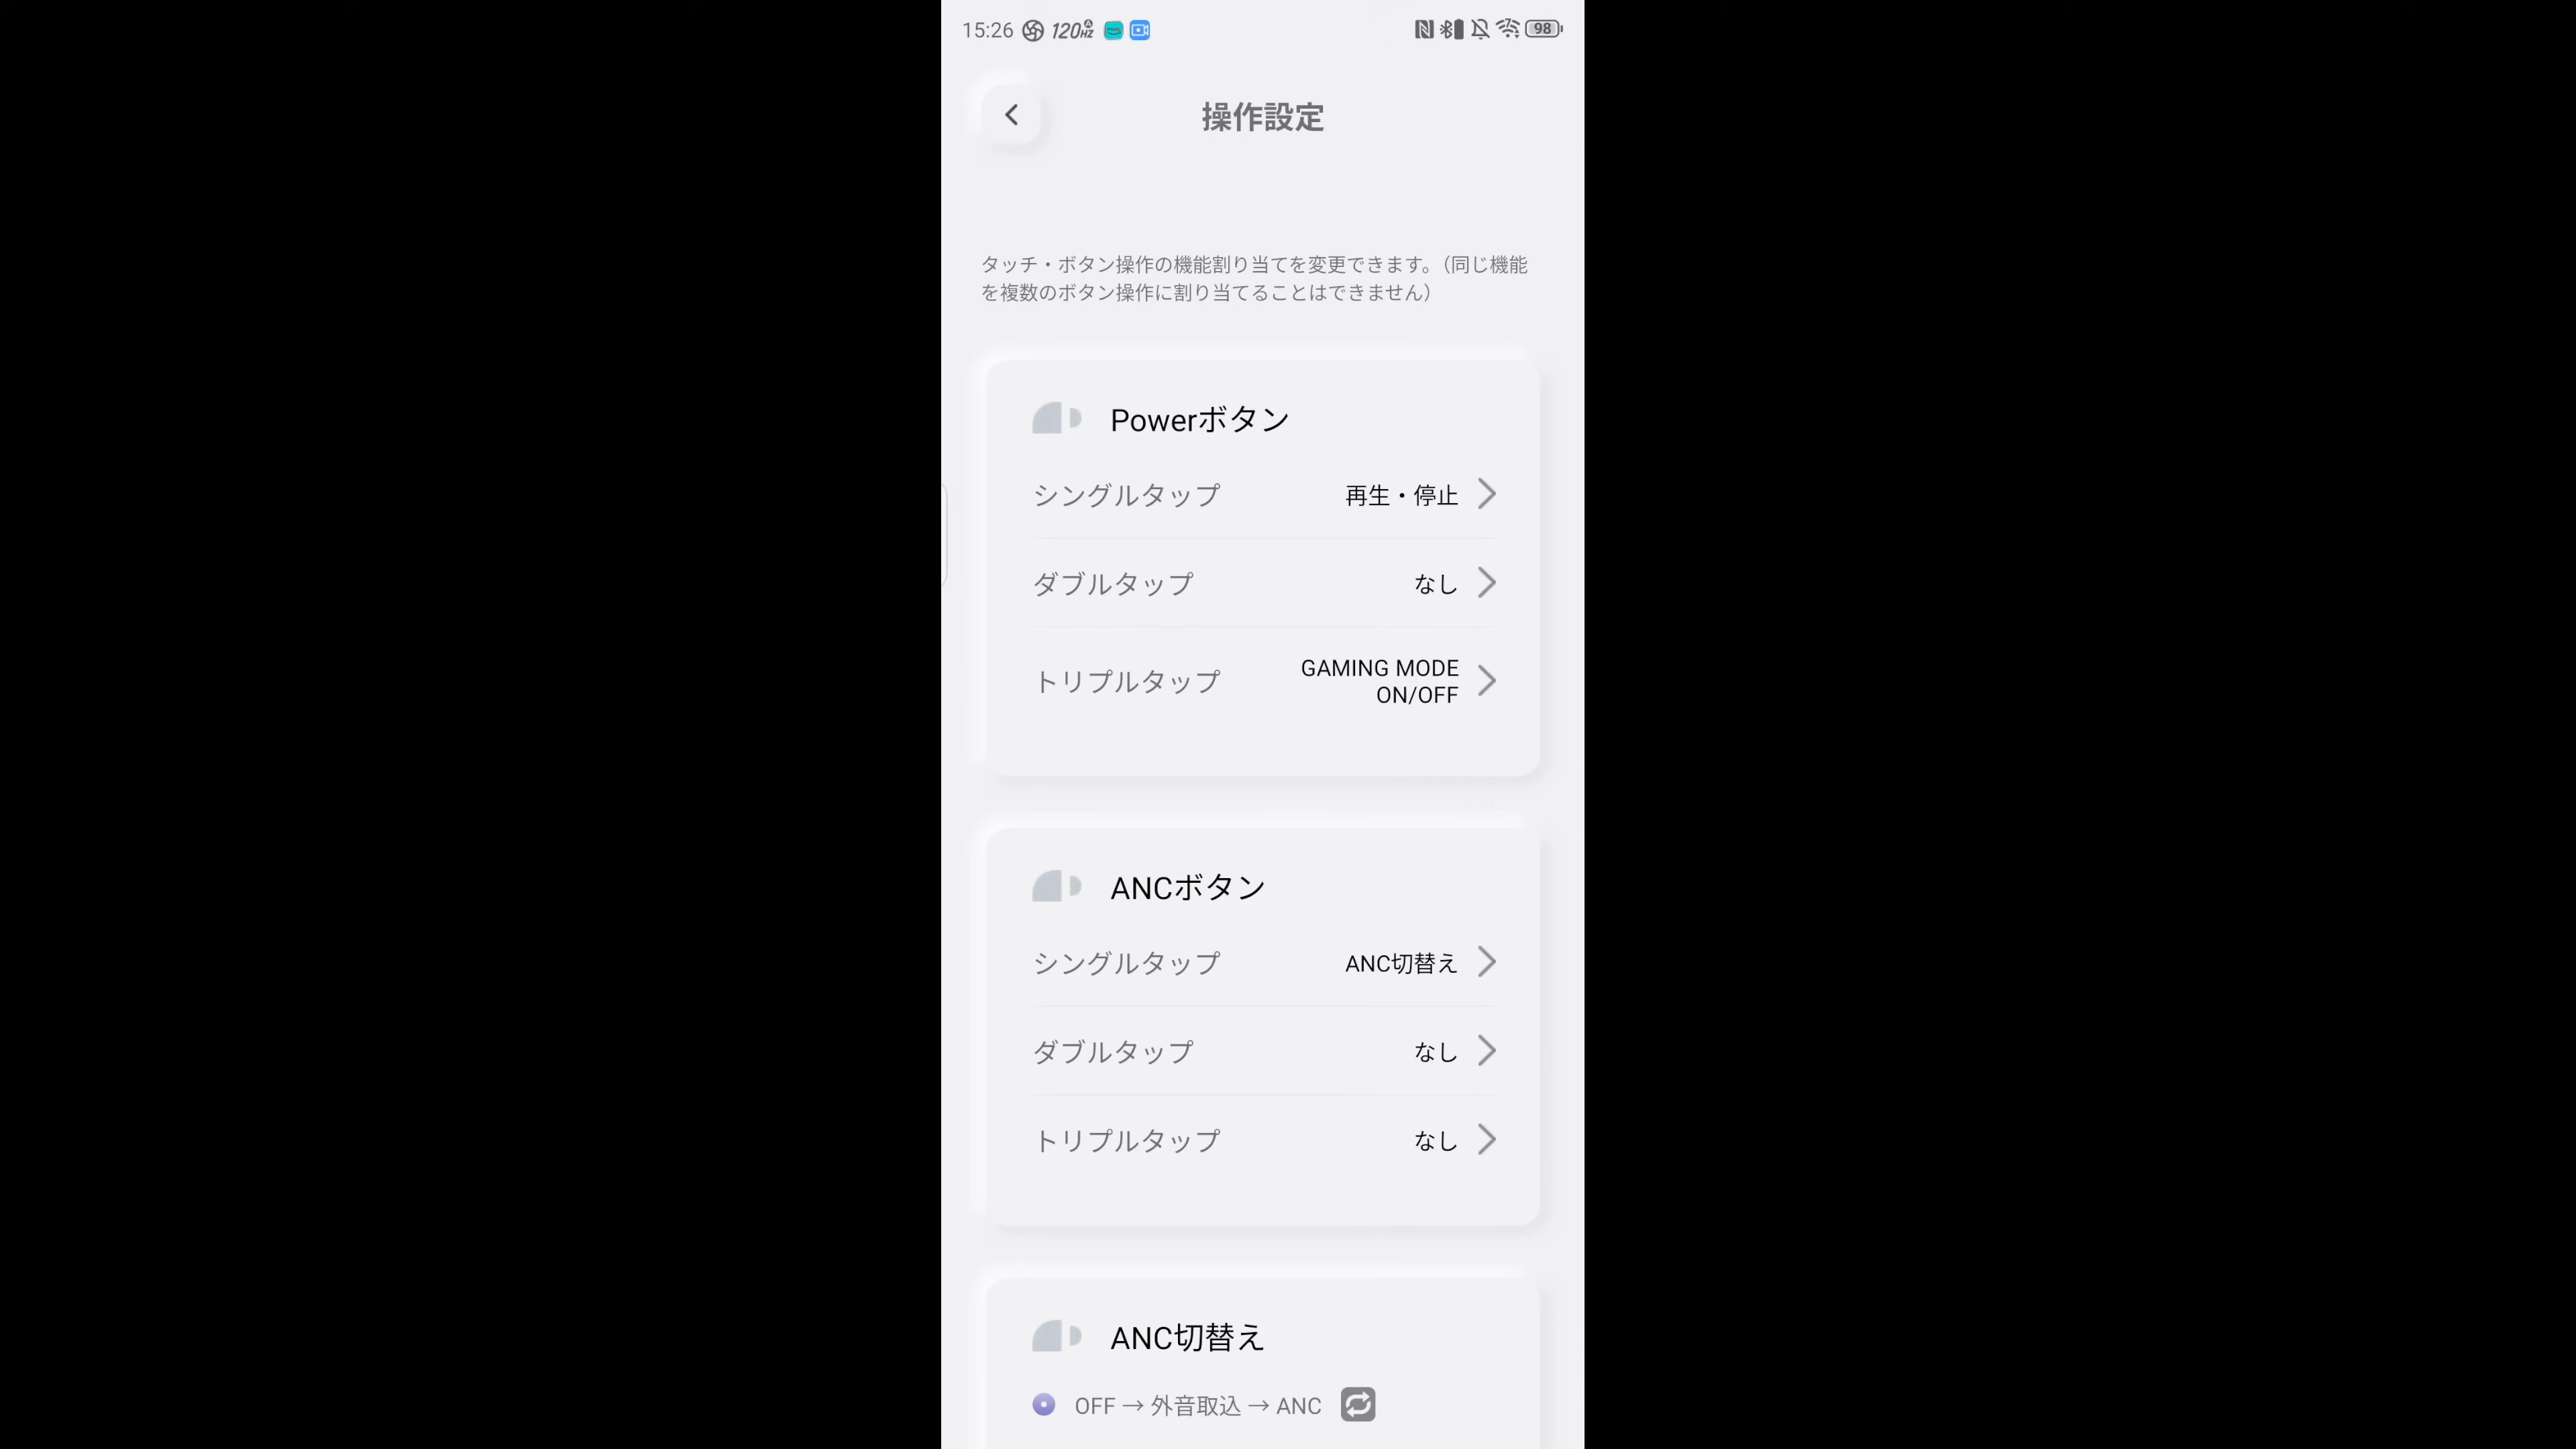 15:26 120Hz 98
操作設定
タッチ・ボタン操作の機能割り当てを変更できます。（同じ機能
を複数のボタン操作に割り当てることはできません）
Powerボタン
シングルタップ 再生・停止
ダブルタップ なし
トリプルタップ GAMING MODE
ON/OFF
ANCボタン
シングルタップ ANC切替え
ダブルタップ なし
トリプルタップ なし
ANC切替え
OFF → 外音取込 → ANC